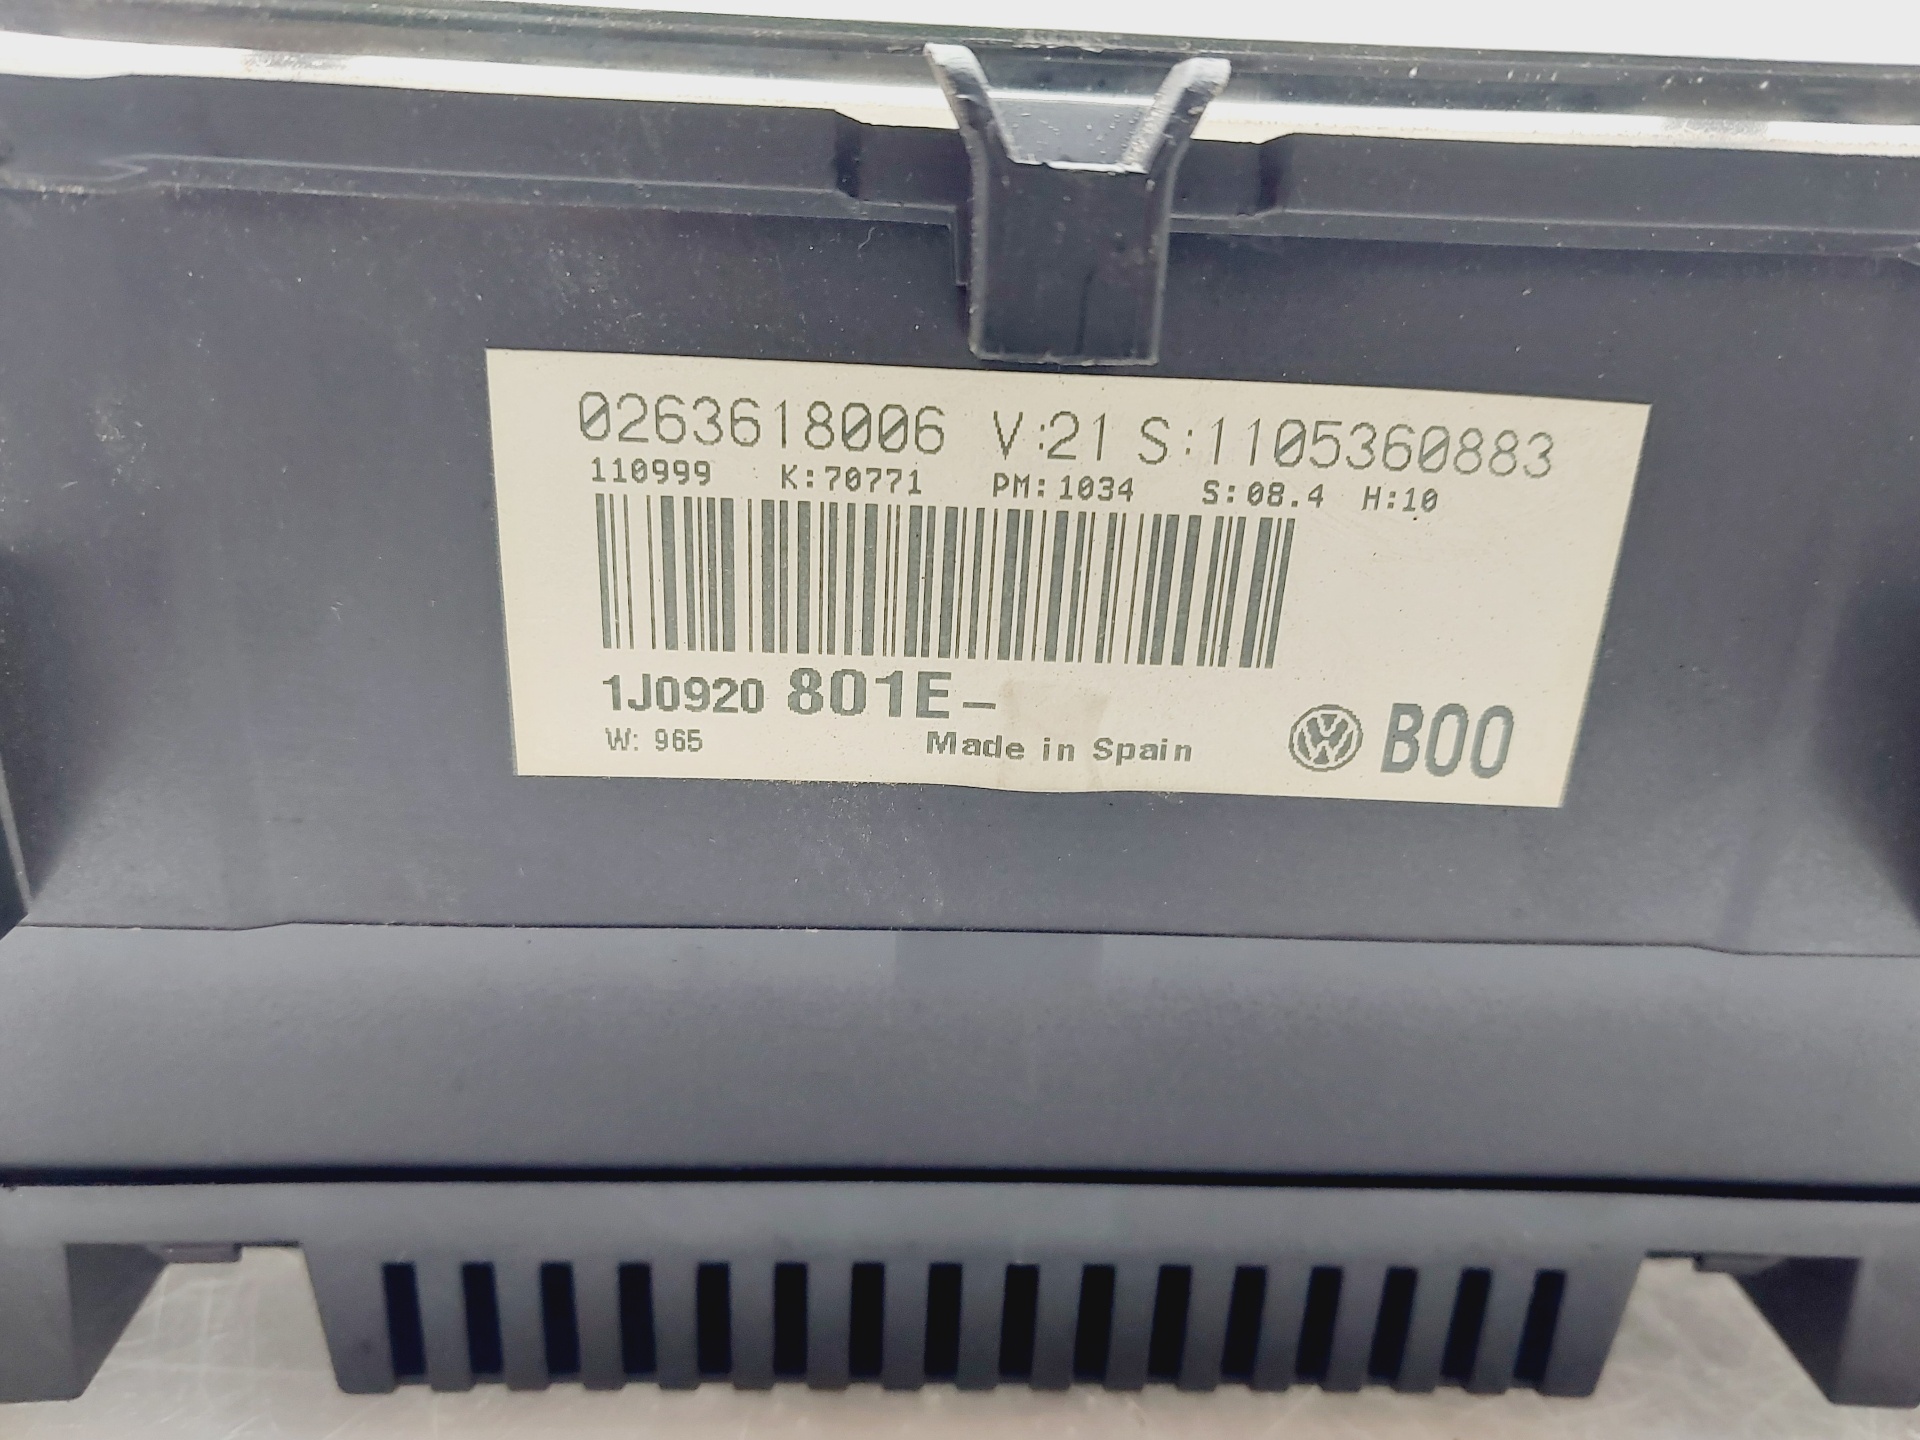 0263618006 V:21 S:1105360883
110999 K:70771 PM:1034 S:08.4 H:10
1J0920 801E-
W: 965 Made in Spain B00